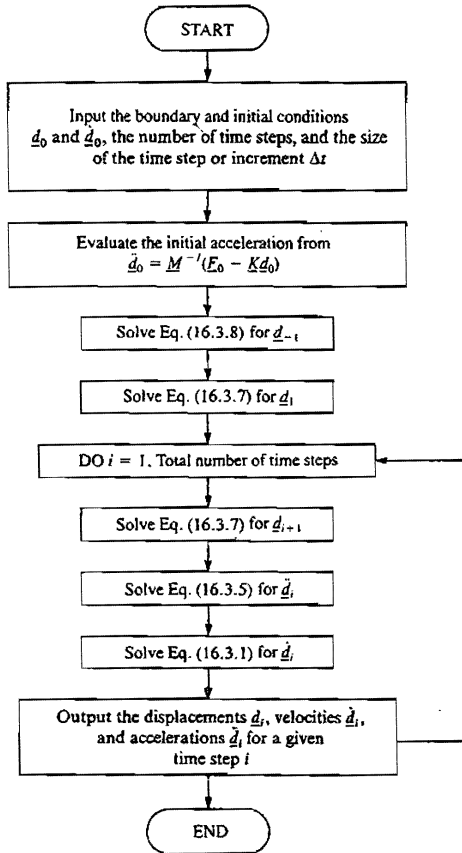 START
Input the boundary and initial conditions
d₀ and ḋ₀, the number of time steps, and the size
of the time step or increment Δt
Evaluate the initial acceleration from
d̈₀ = M⁻¹(F₀ − Kd₀)
Solve Eq. (16.3.8) for d₋₁
Solve Eq. (16.3.7) for d₁
DO i = 1, Total number of time steps
Solve Eq. (16.3.7) for dᵢ₊₁
Solve Eq. (16.3.5) for d̈ᵢ
Solve Eq. (16.3.1) for ḋᵢ
Output the displacements dᵢ, velocities ḋᵢ,
and accelerations d̈ᵢ for a given
time step i
END